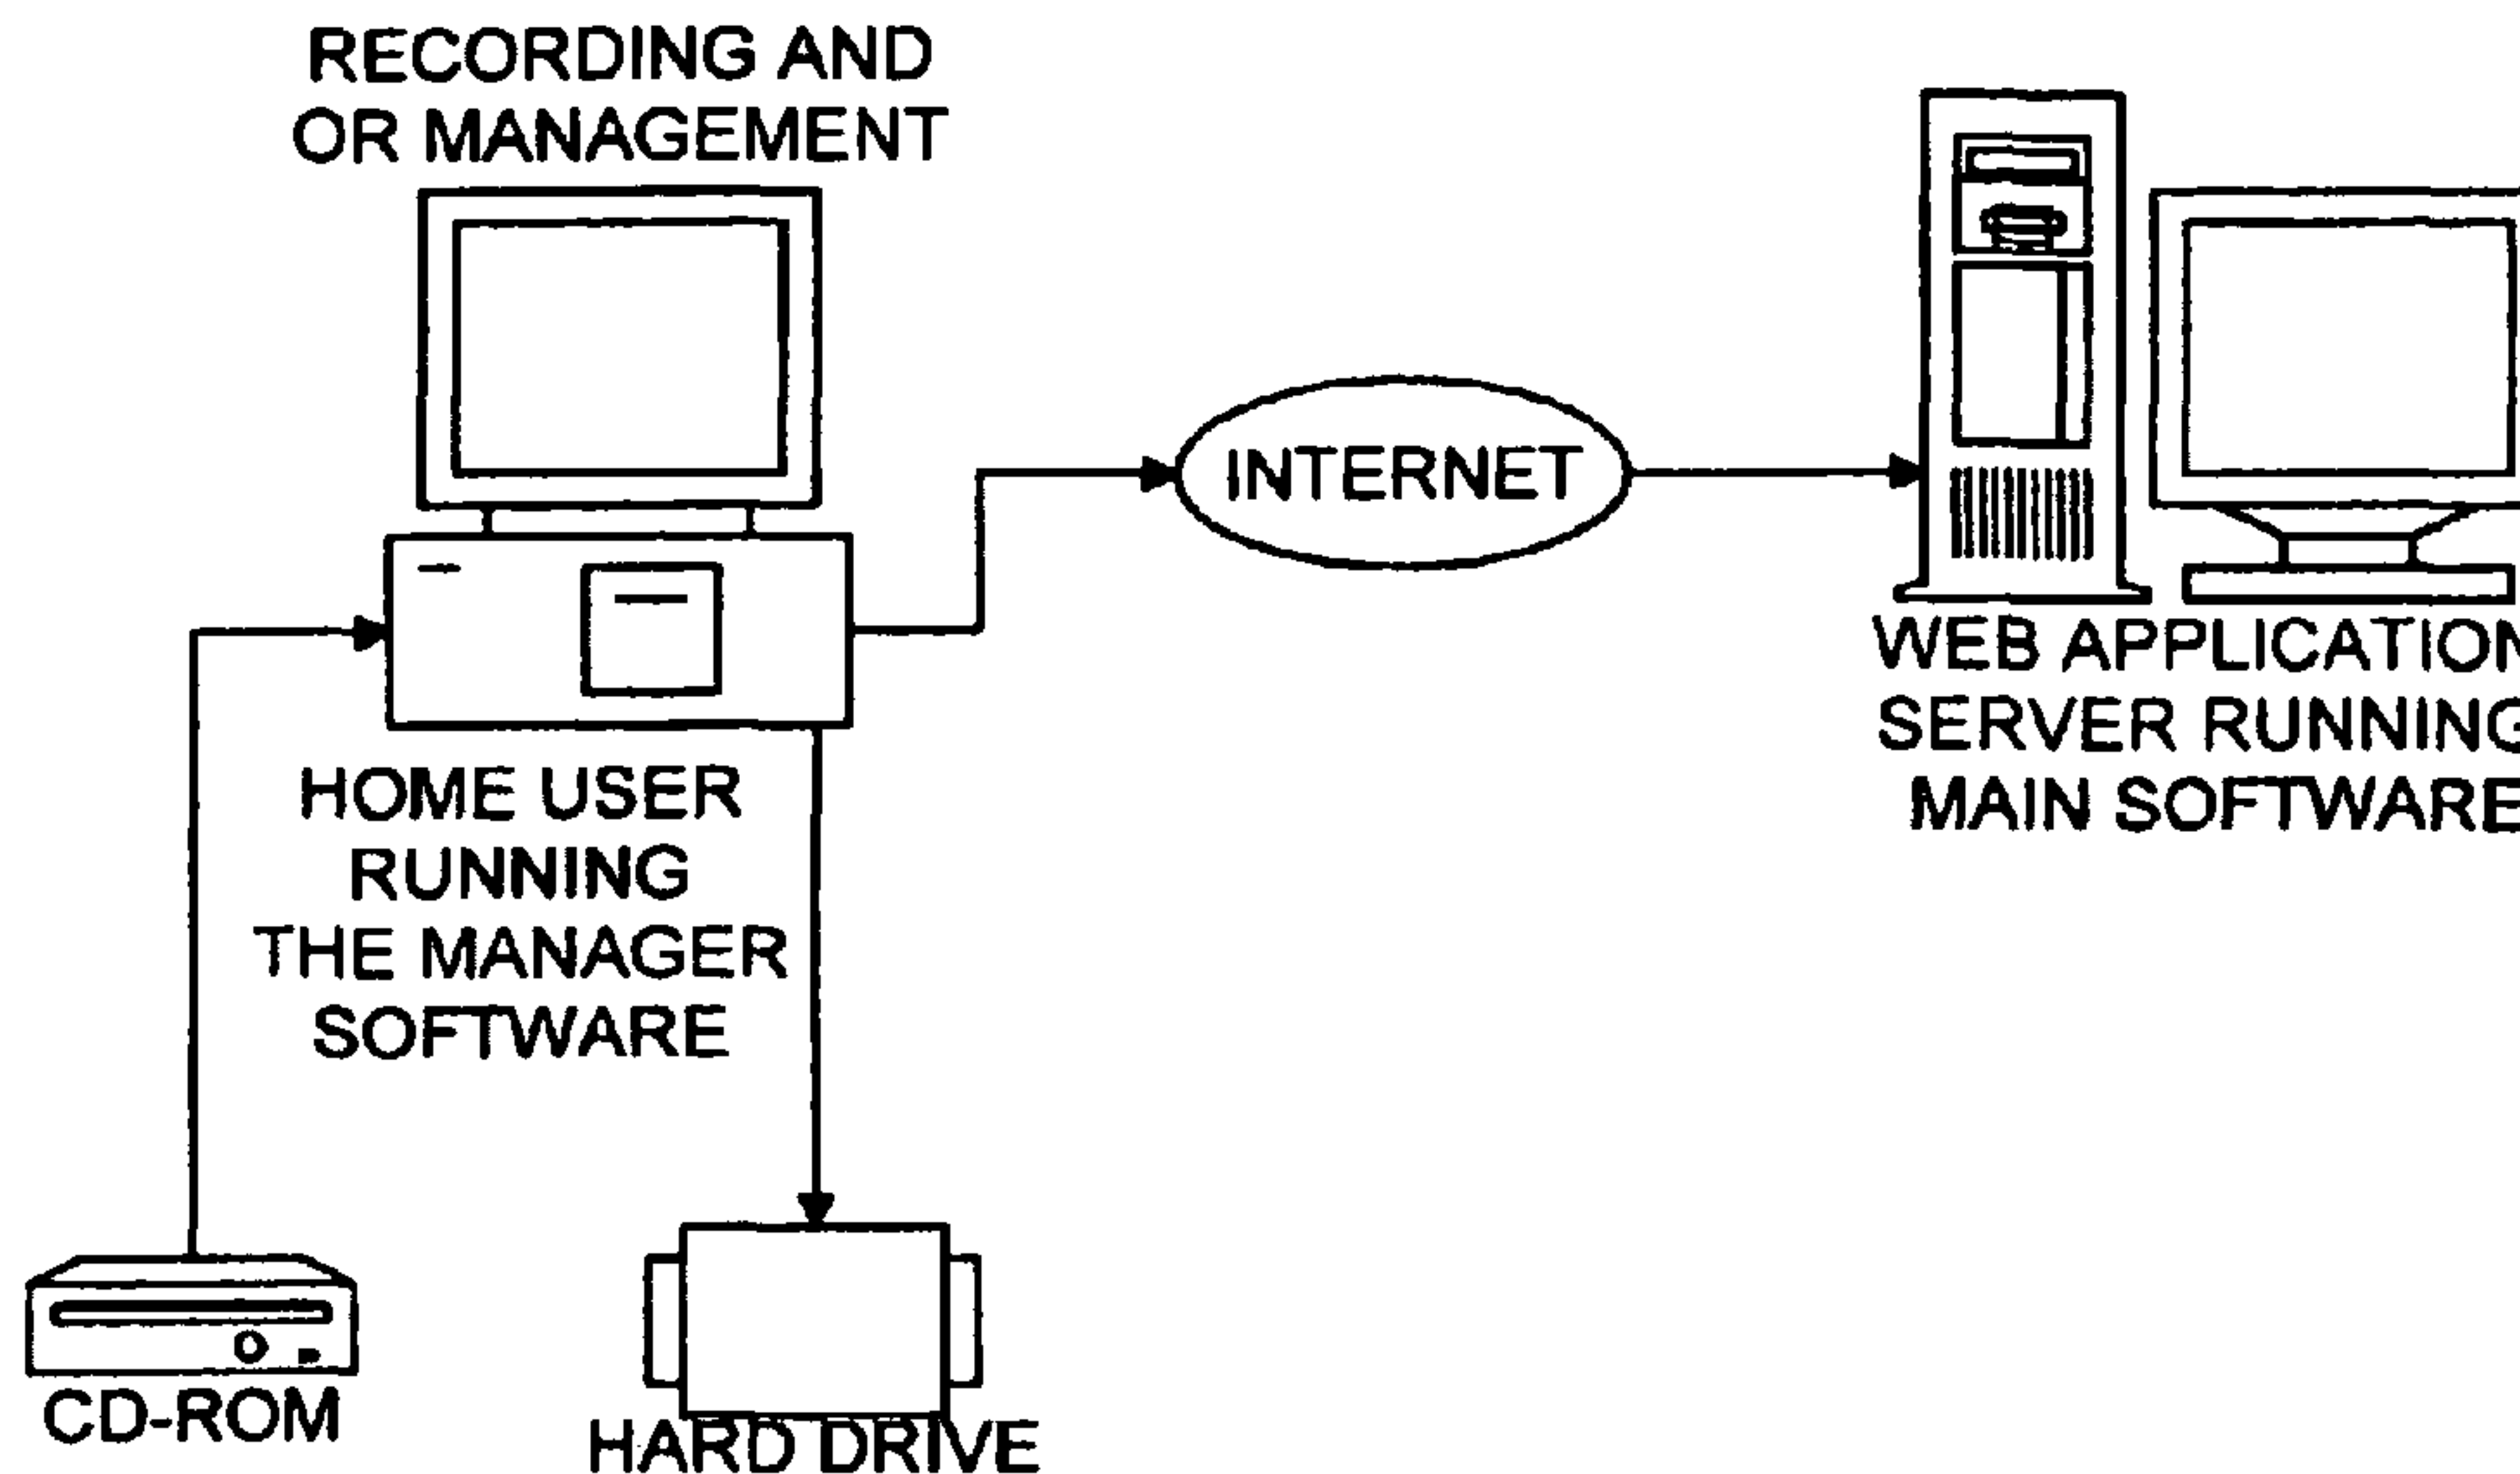 RECORDING AND
OR MANAGEMENT
INTERNET
WEB APPLICATION
SERVER RUNNING
MAIN SOFTWARE
HOME USER
RUNNING
THE MANAGER
SOFTWARE
CD-ROM
HARD DRIVE